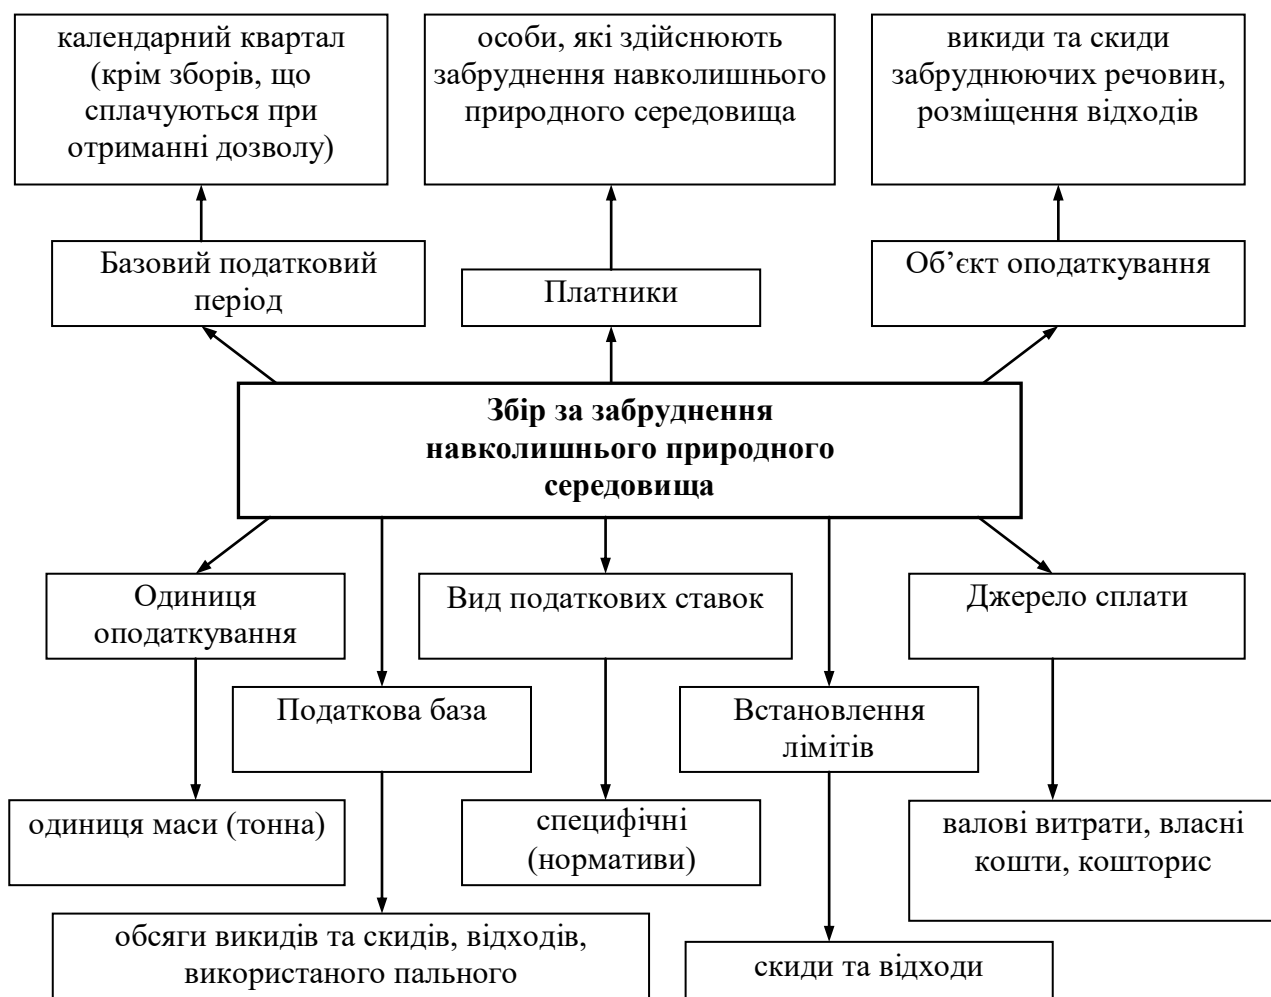 календарний квартал
(крім зборів, що
сплачуються при
отриманні дозволу)
особи, які здійснюють
забруднення навколишнього
природного середовища
викиди та скиди
забруднюючих речовин,
розміщення відходів
Базовий податковий
період
Платники
Об’єкт оподаткування
Збір за забруднення
навколишнього природного
середовища
Одиниця
оподаткування
Вид податкових ставок
Джерело сплати
Податкова база
Встановлення
лімітів
одиниця маси (тонна)
специфічні
(нормативи)
валові витрати, власні
кошти, кошторис
обсяги викидів та скидів, відходів,
використаного пального
скиди та відходи